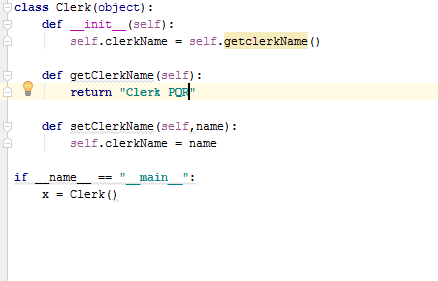 class Clerk(object):
    def __init__(self):
        self.clerkName = self.getclerkName()
    def getClerkName(self):
        return "Clerk PQR"
    def setClerkName(self,name):
        self.clerkName = name
if __name__ == "__main__":
    x = Clerk()